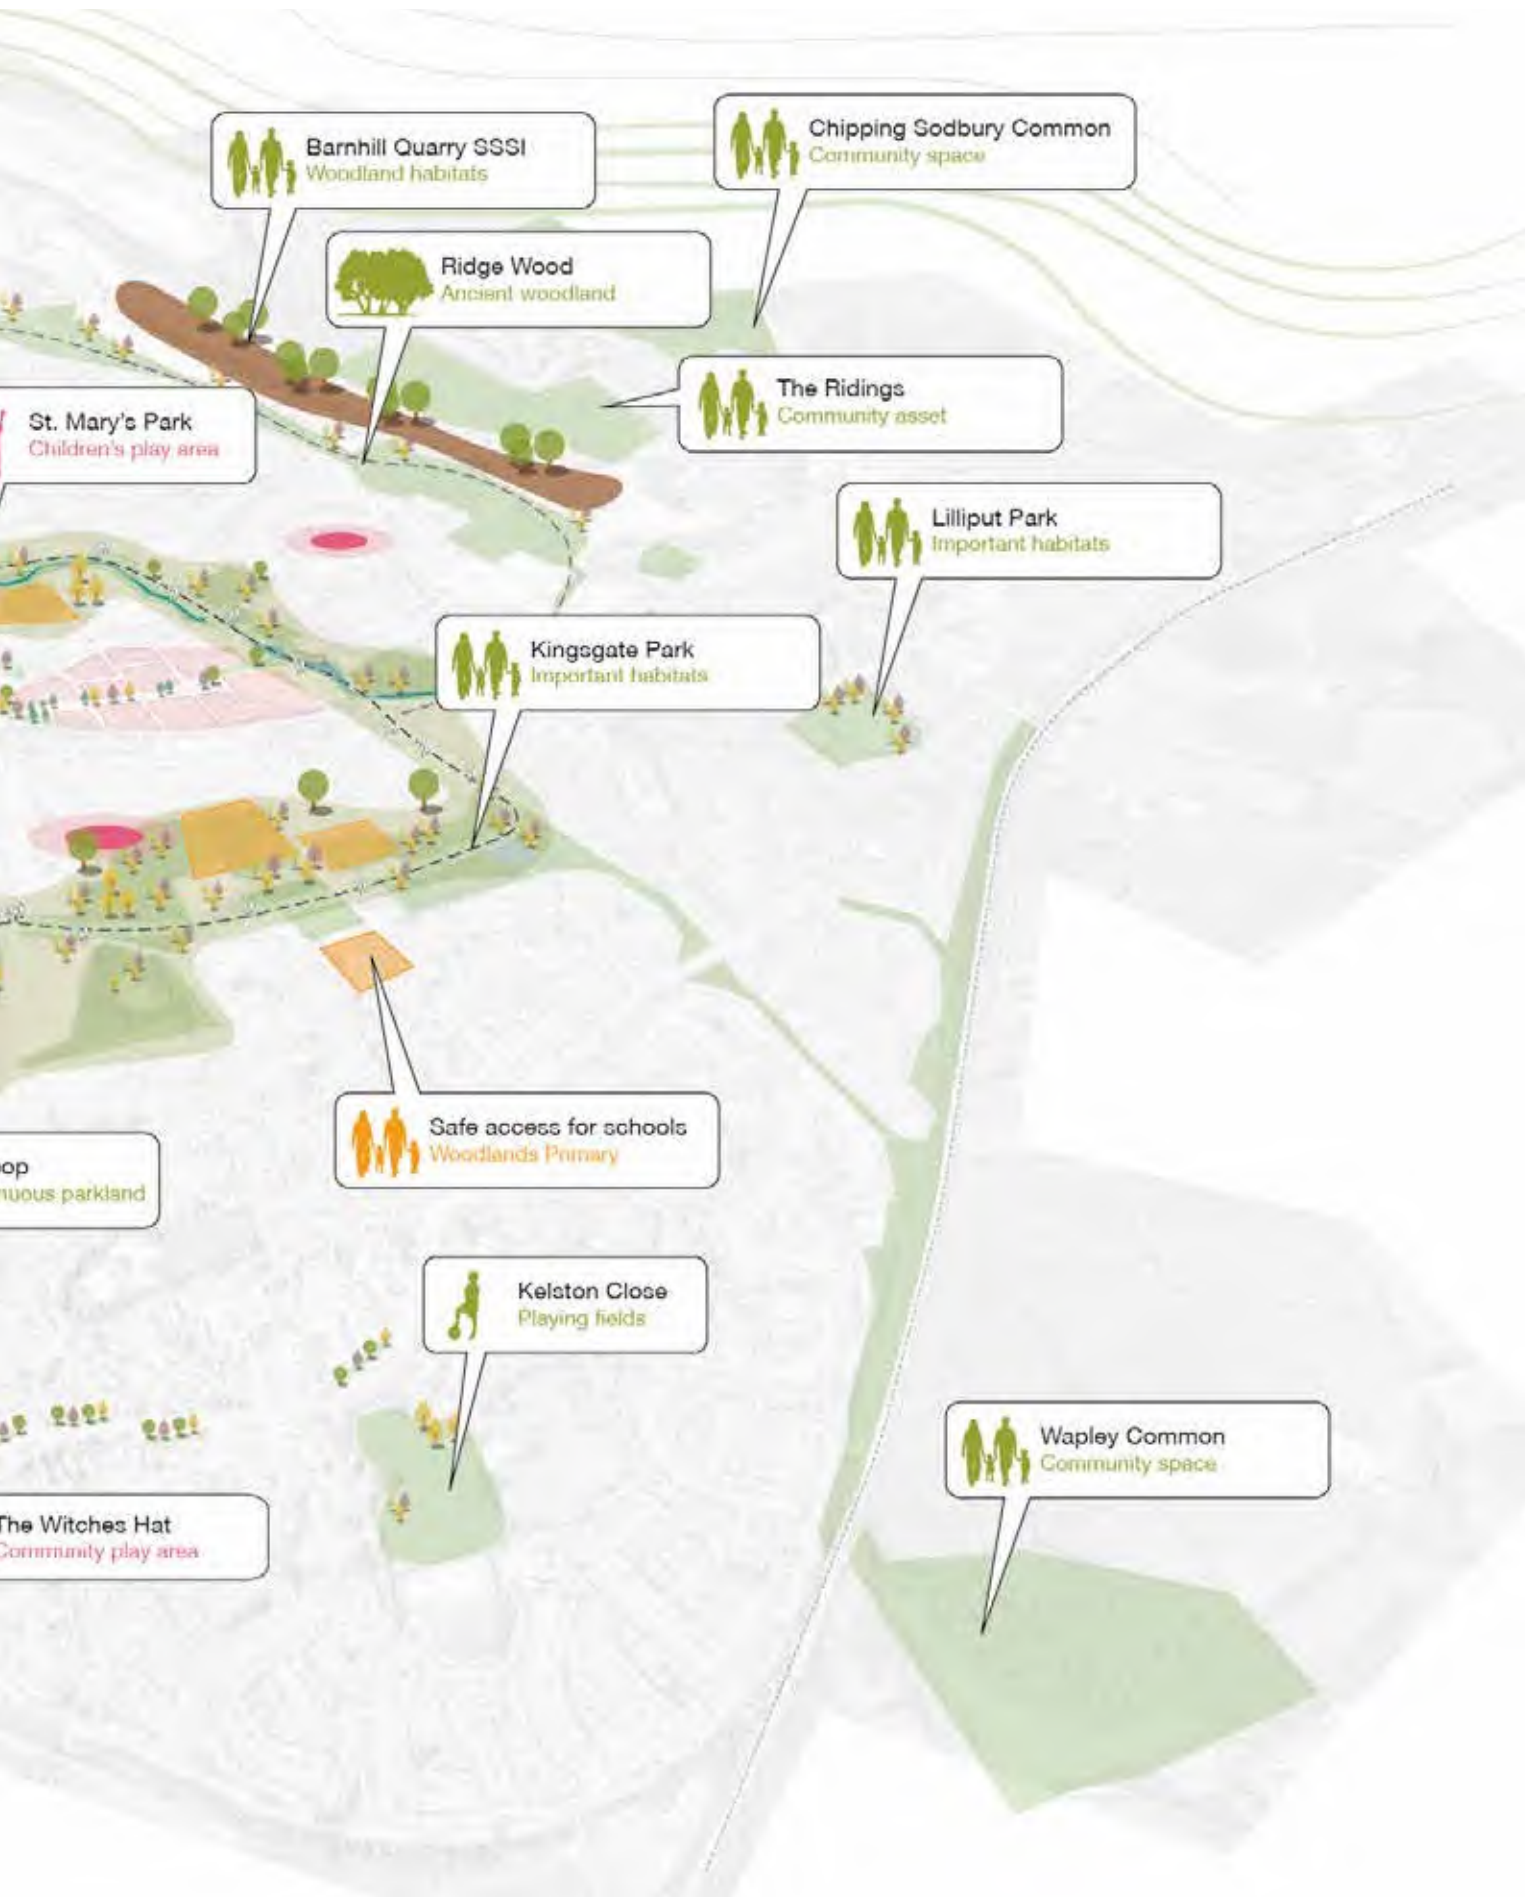 Chipping Sodbury Common
Community space
Barnhill Quarry SSSI
Woodland habitats
Ridge Wood
Ancient woodland
The Ridings
Community asset
St. Mary's Park
Children's play area
Lilliput Park
Important habitats
Kingsgate Park
Important habitats
Safe access for schools
Woodlands Primary
oop
nuous parkland
Kelston Close
Playing fields
Wapley Common
Community space
The Witches Hat
Community play area